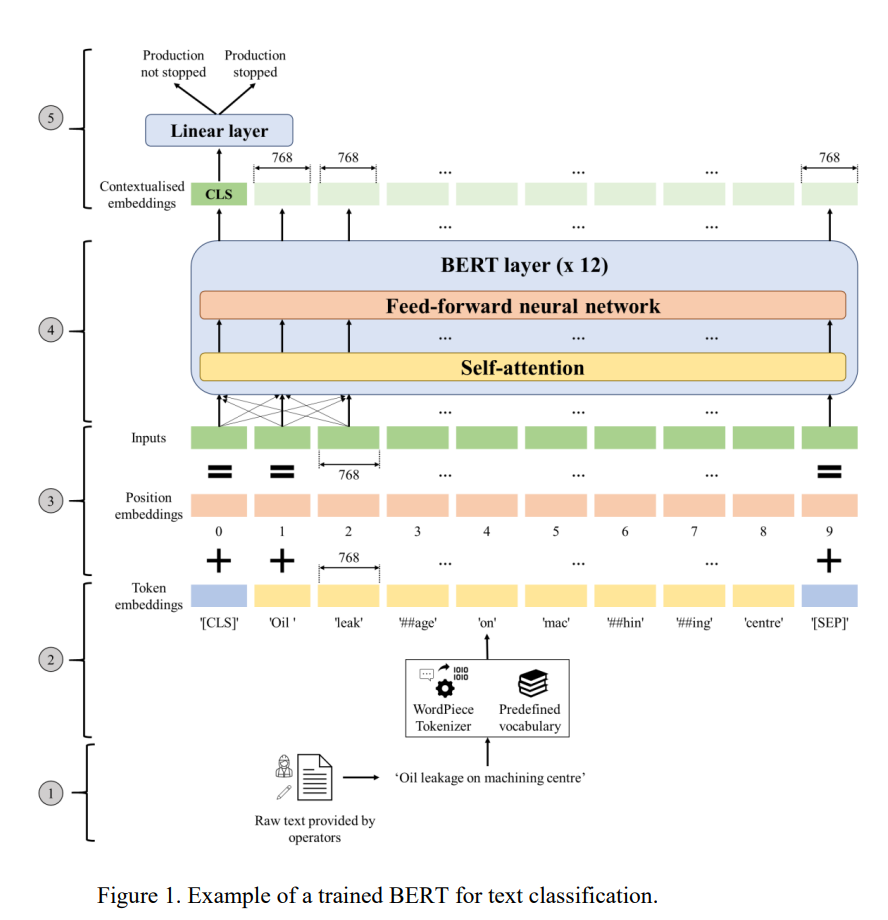 Production
not stopped
Production
stopped
5
Linear layer
768
768
...
...
...
768
Contextualised
embeddings
CLS
...
...
...
BERT layer (x 12)
Feed-forward neural network
4
...
...
...
Self-attention
...
...
...
Inputs
=
=
768
...
...
...
=
3
Position
embeddings
0
1
2
3
4
5
6
7
8
9
+
+
768
...
...
...
+
Token
embeddings
'[CLS]'
'Oil '
'leak'
'##age'
'on'
'mac'
'##hin'
'##ing'
'centre'
'[SEP]'
2
IOIO
IOIO
WordPiece
Tokenizer
Predefined
vocabulary
1
‘Oil leakage on machining centre’
Raw text provided by
operators
Figure 1. Example of a trained BERT for text classification.